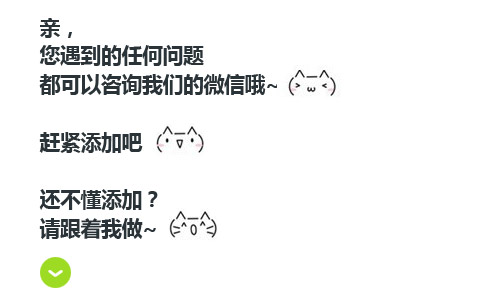 亲，
您遇到的任何问题
都可以咨询我们的微信哦~
赶紧添加吧
还不懂添加？
请跟着我做~